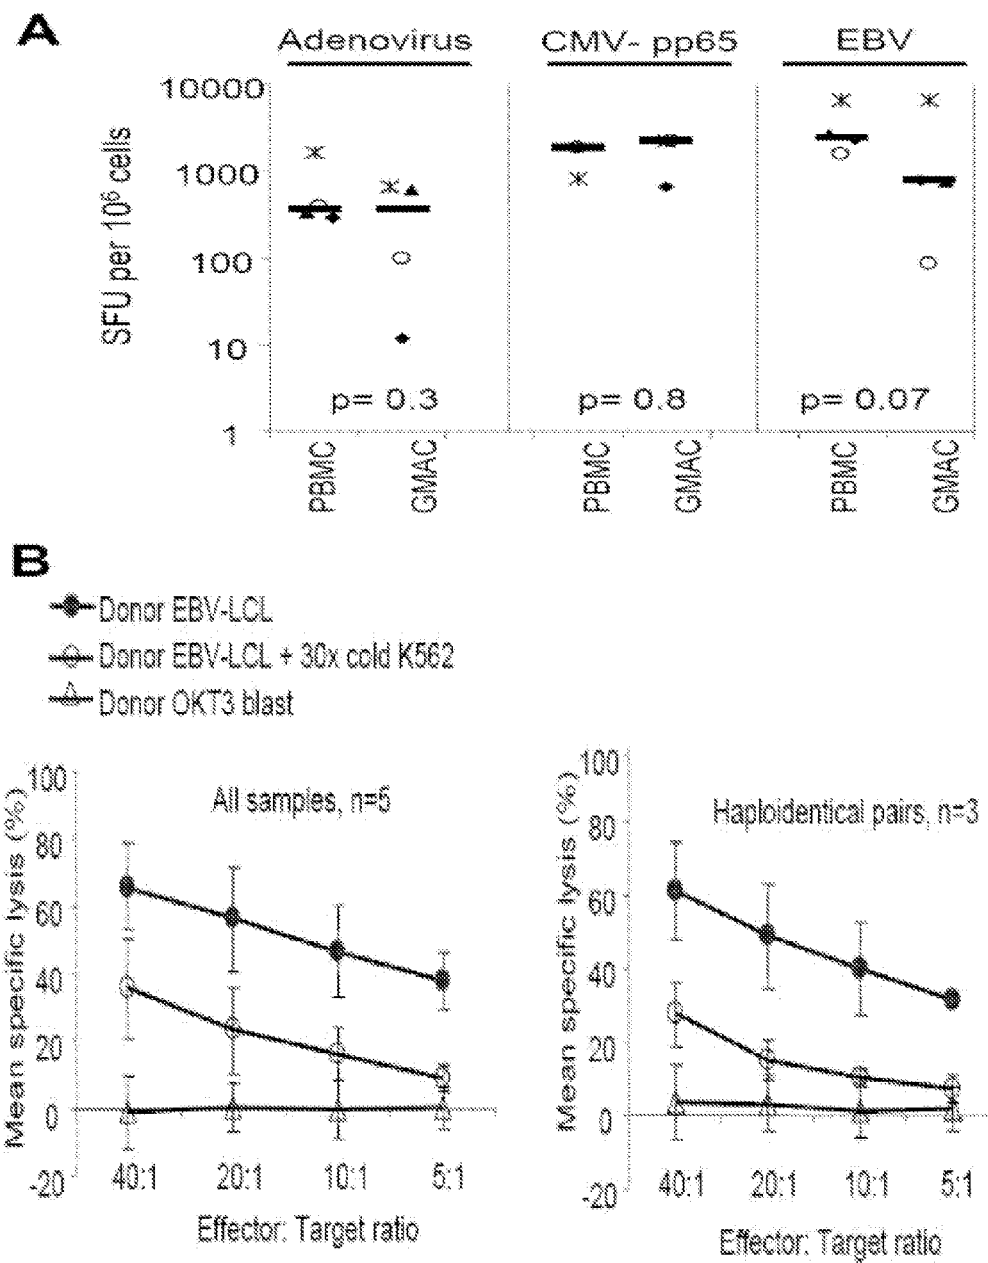 A
Adenovirus CMV- pp65 EBV
10000
1000
100
10
1
SFU per 10⁶ cells
p= 0.3 p= 0.8 p= 0.07
PBMC GMAC PBMC GMAC PBMC GMAC
B
Donor EBV-LCL
Donor EBV-LCL + 30x cold K562
Donor OKT3 blast
Mean specific lysis (%)
100
80
60
40
20
0
-20
All samples, n=5
40:1 20:1 10:1 5:1
Effector: Target ratio
Mean specific lysis (%)
100
80
60
40
20
0
-20
Haploidentical pairs, n=3
40:1 20:1 10:1 5:1
Effector: Target ratio